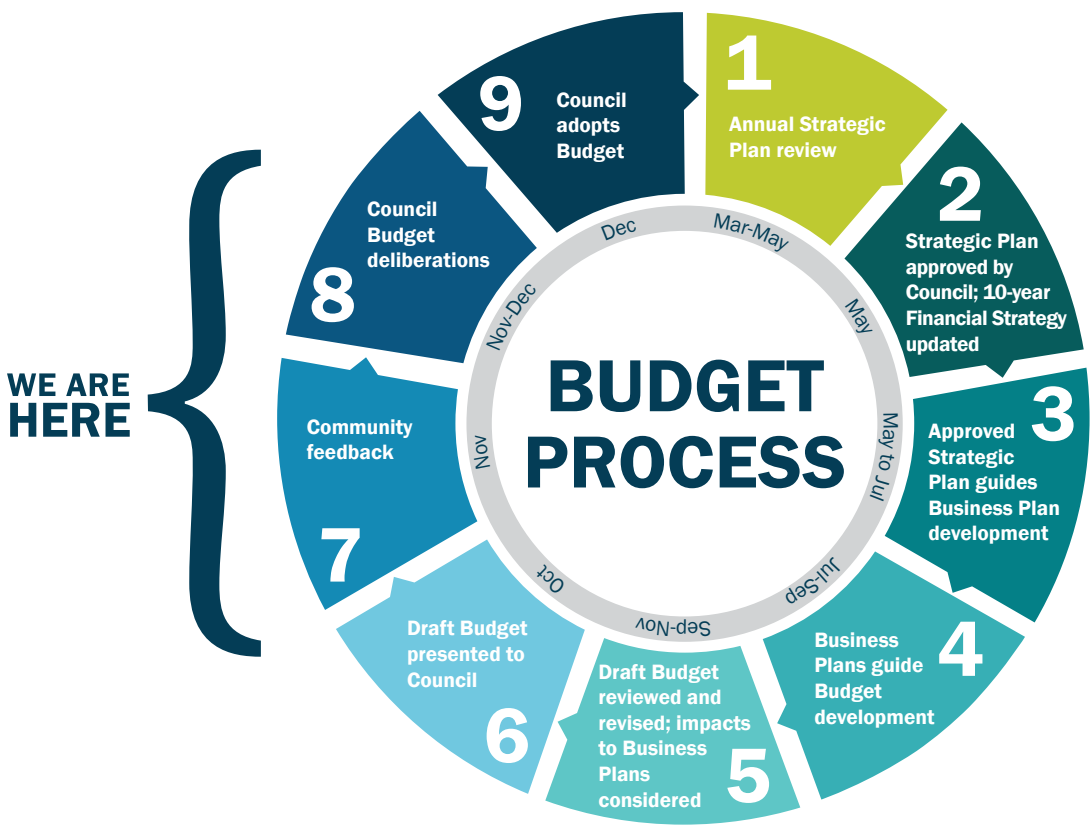 BUDGET
PROCESS
WE ARE
HERE
1
Annual Strategic
Plan review
Mar-May
2
Strategic Plan
approved by
Council; 10-year
Financial Strategy
updated
May
3
Approved
Strategic
Plan guides
Business Plan
development
May to Jul
4
Business
Plans guide
Budget
development
Jul-Sep
5
Draft Budget
reviewed and
revised; impacts
to Business
Plans
considered
Sep-Nov
6
Draft Budget
presented to
Council
Oct
7
Community
feedback
Nov
8
Council
Budget
deliberations
Nov-Dec
9
Council
adopts
Budget
Dec